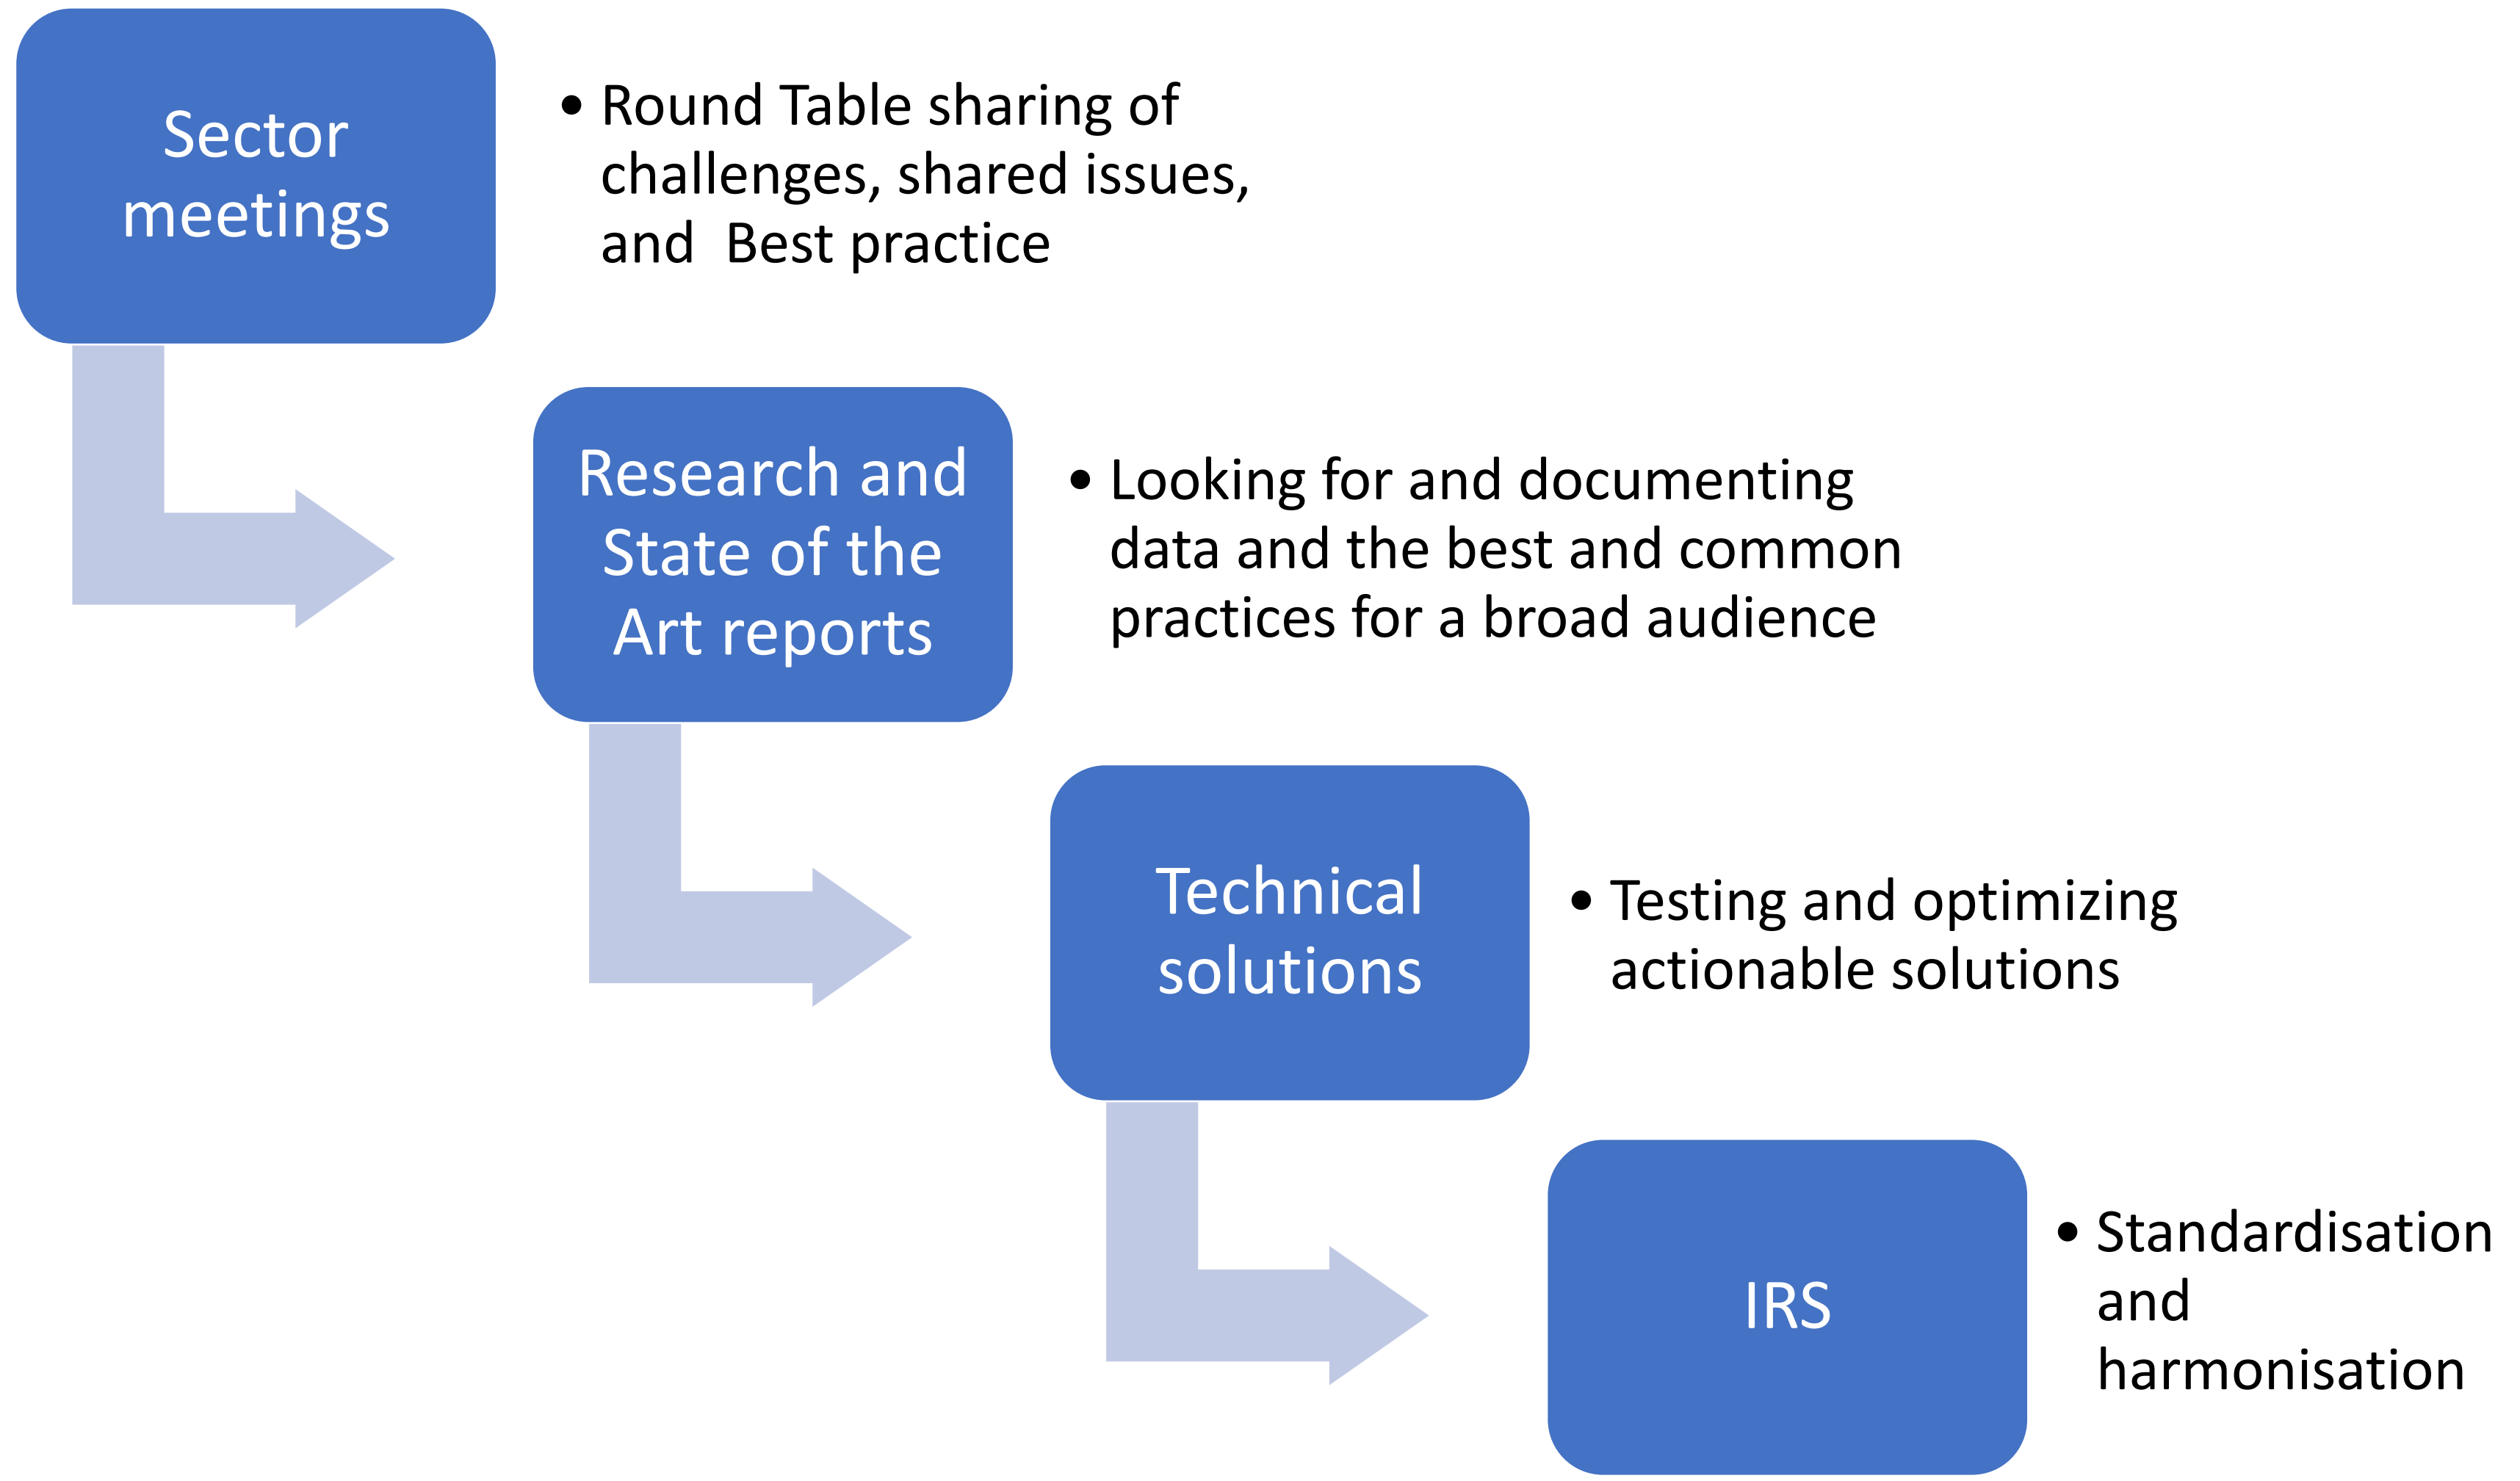 Sector
meetings
• Round Table sharing of
challenges, shared issues,
and  Best practice
Research and
State of the
Art reports
• Looking for and documenting
data and the best and common
practices for a broad audience
Technical
solutions
• Testing and optimizing
actionable solutions
IRS
• Standardisation
and
harmonisation